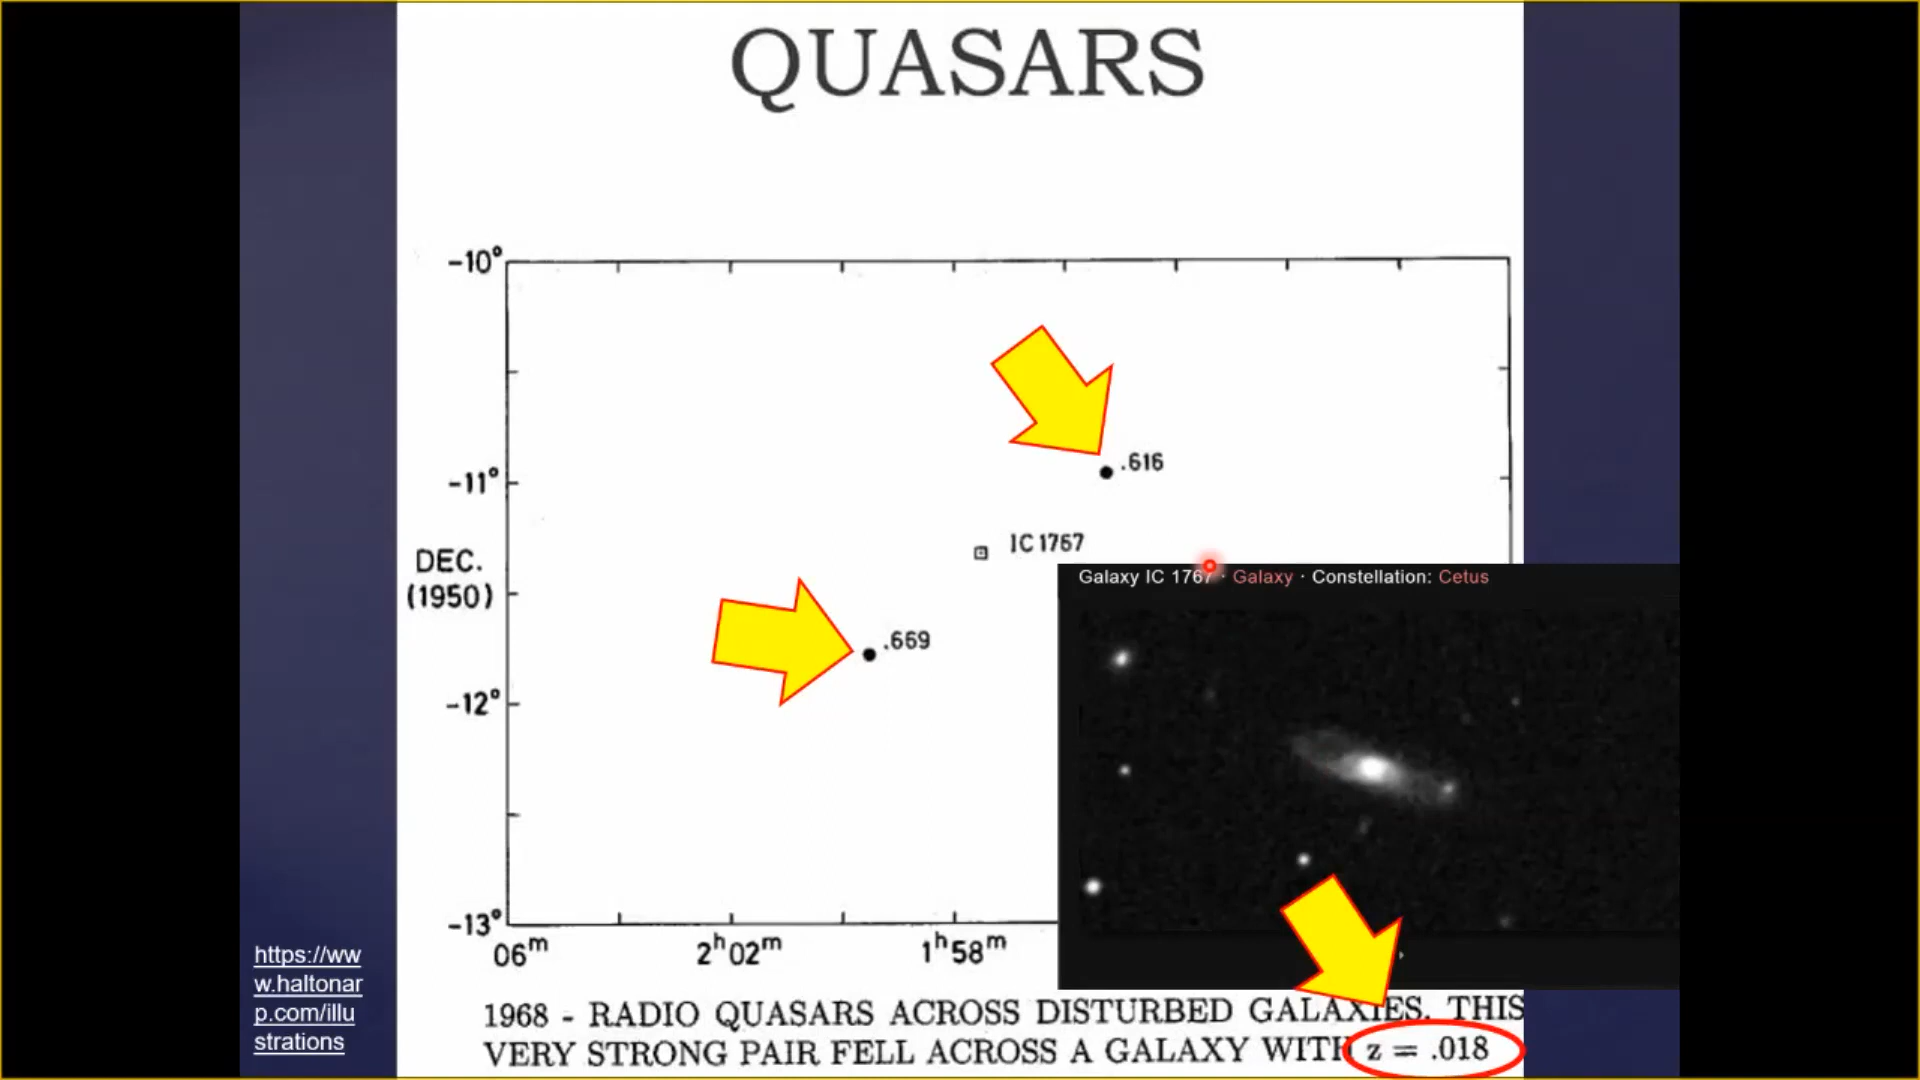 QUASARS
-10°
.616
-11°
IC 1767
DEC.
(1950)
Galaxy IC 1767 · Galaxy · Constellation: Cetus
.669
-12°
-13°
06ᵐ
2ʰ02ᵐ
1ʰ58ᵐ
https://ww
w.haltonar
p.com/illu
strations
1968 - RADIO QUASARS ACROSS DISTURBED GALAXIES. THIS
VERY STRONG PAIR FELL ACROSS A GALAXY WITH z = .018